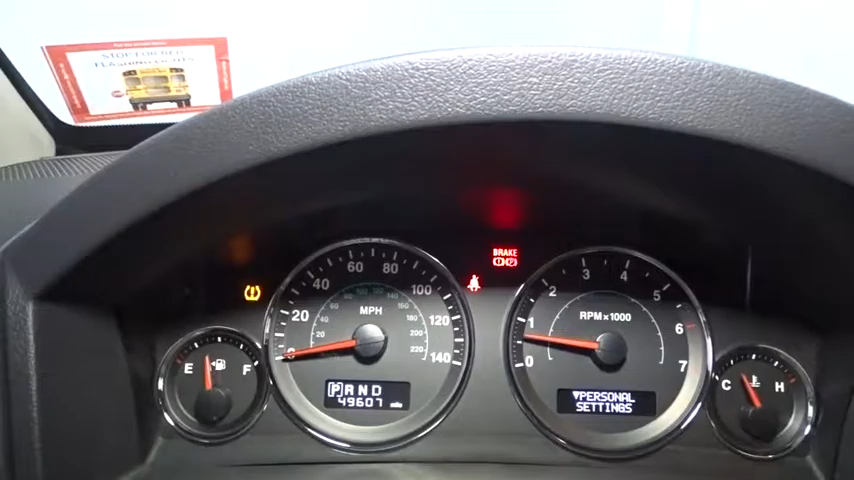 STOP FOR RED
FLASHING LIGHTS
BRAKE
E F
20 40 60 80 100 120 140
MPH
20 40 60 80 100 120 140 160 180 200 220
P R N D
49607
0 1 2 3 4 5 6 7
RPM×1000
▼PERSONAL
SETTINGS
C H